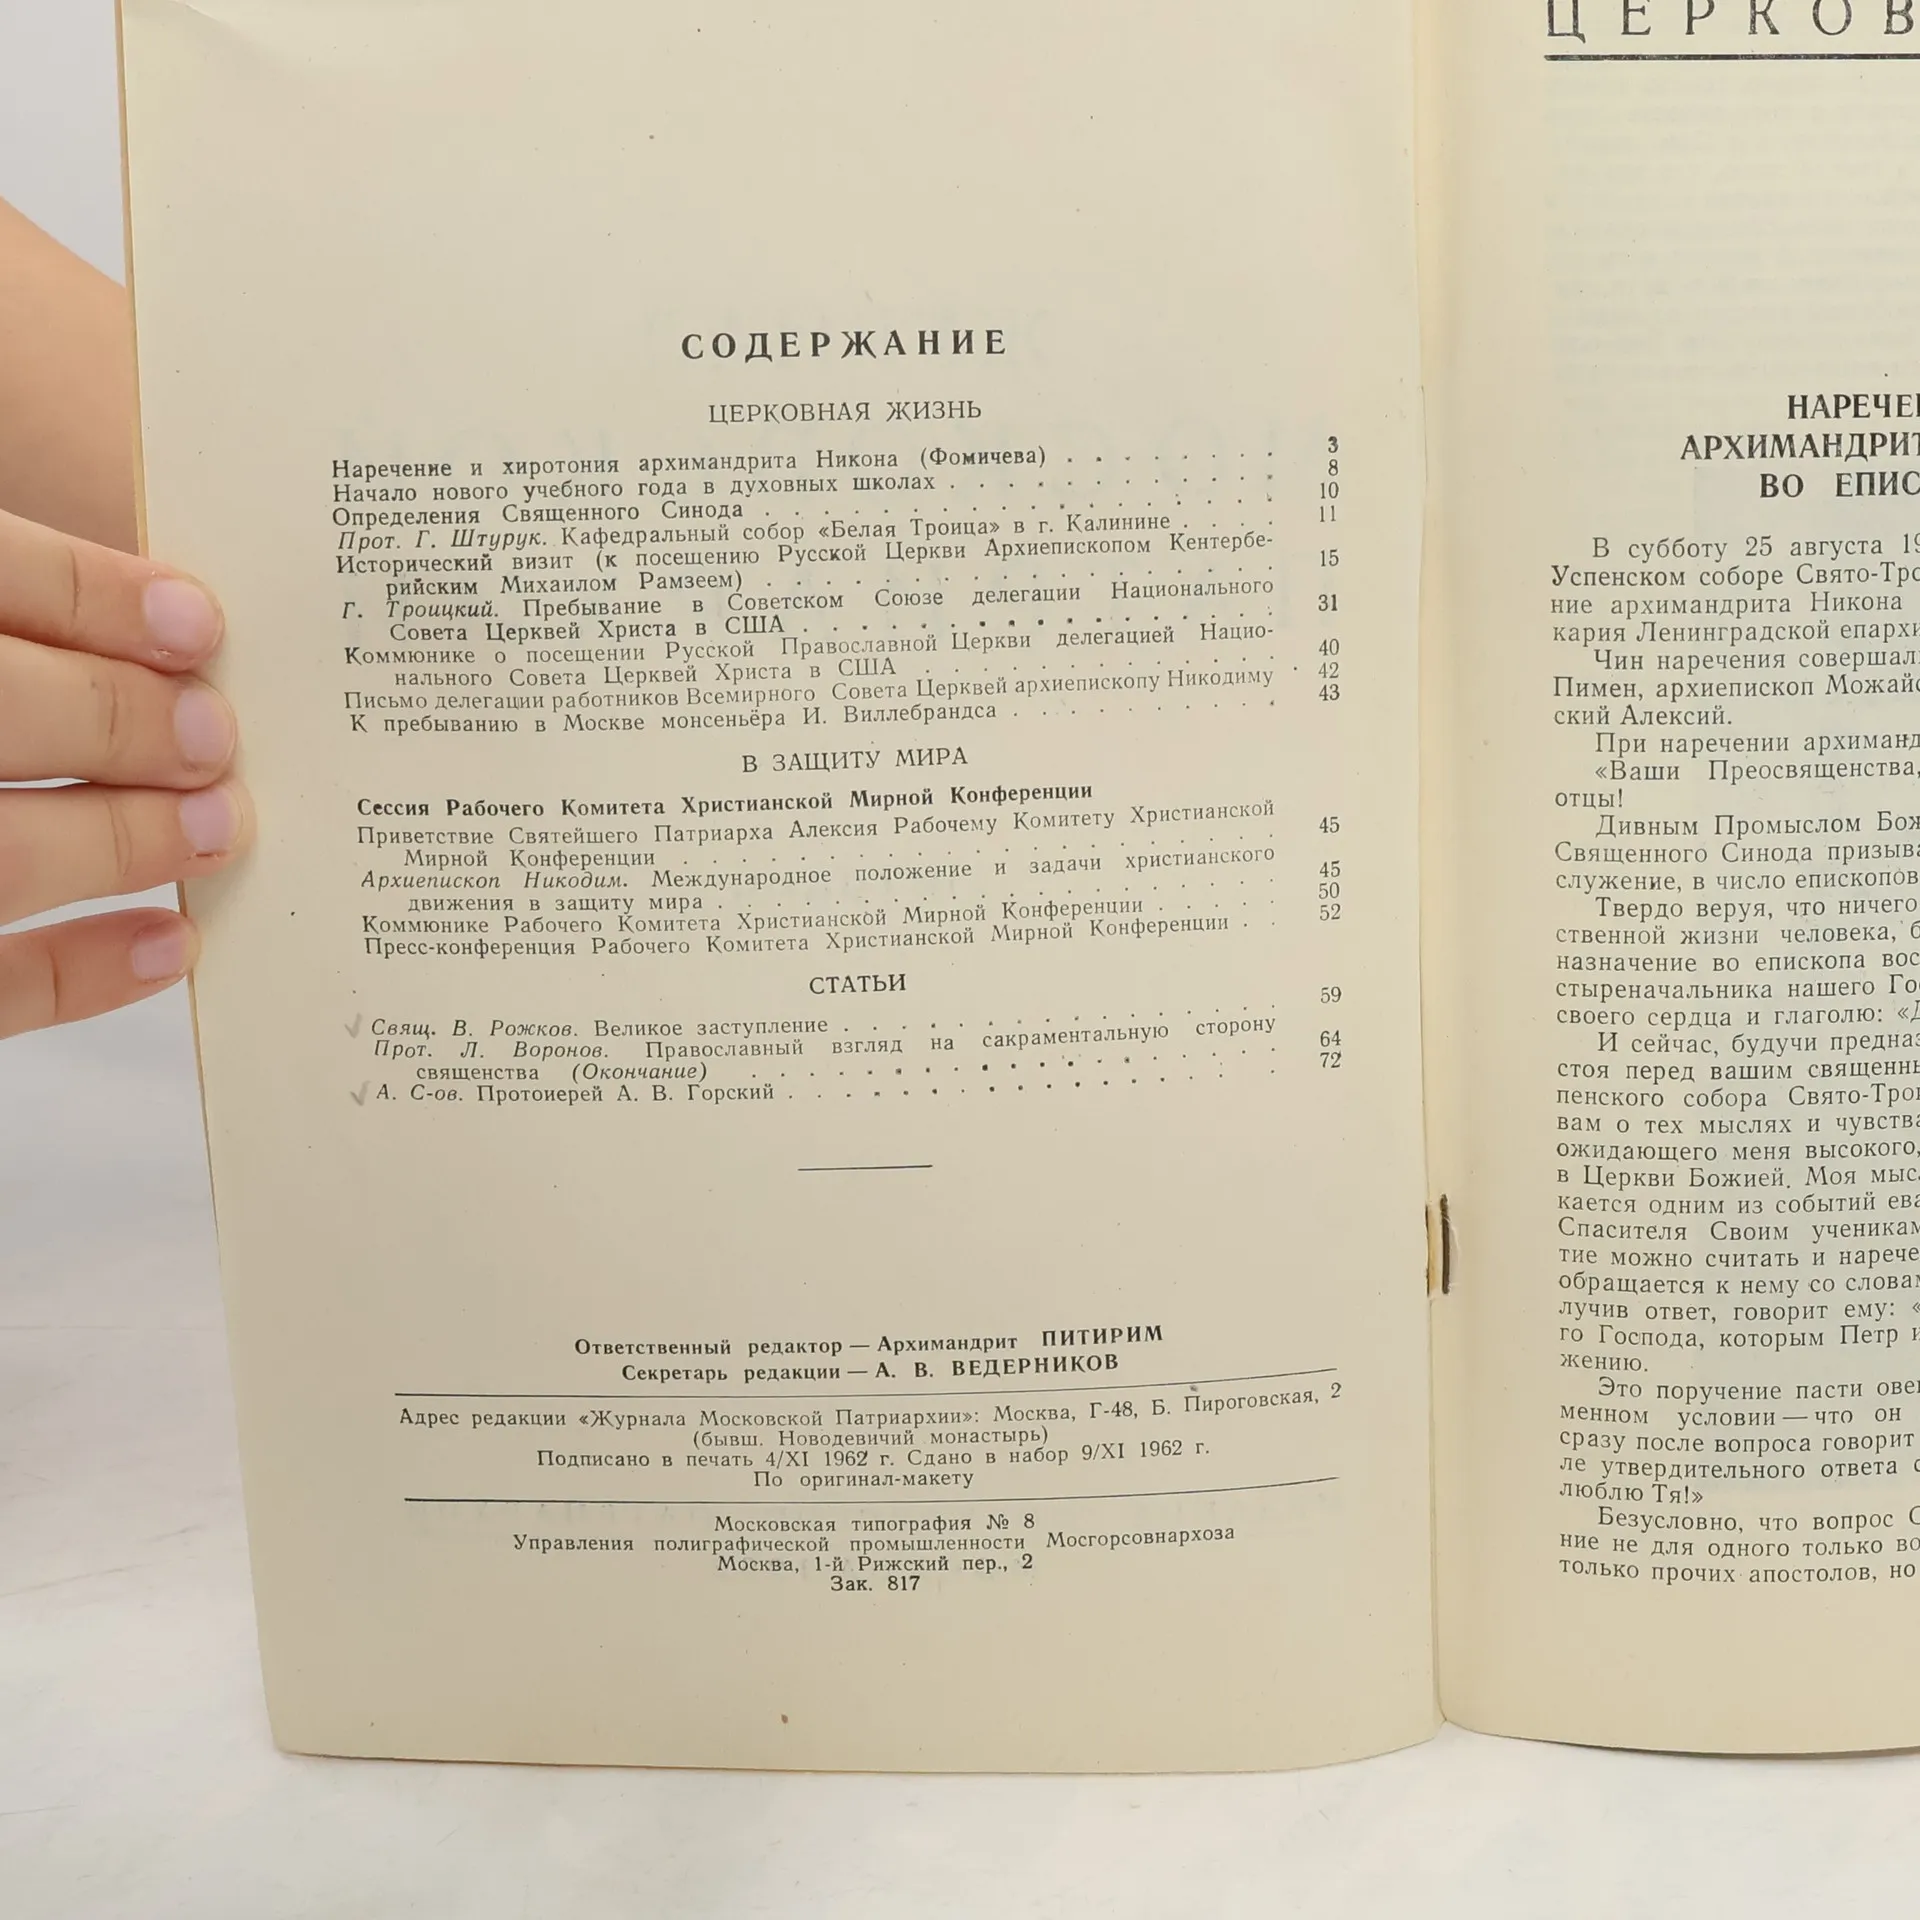 СОДЕРЖАНИЕ
ЦЕРКОВНАЯ ЖИЗНЬ
Наречение и хиротония архимандрита Никона (Фомичева) . . . . . . . . 3
Начало нового учебного года в духовных школах . . . . . . . . . . . . 8
Определения Священного Синода . . . . . . . . . . . . . . . . . . 10
Прот. Г. Штурук. Кафедральный собор «Белая Троица» в г. Калинине . . . . 11
Исторический визит (к посещению Русской Церкви Архиепископом Кентербе-
рийским Михаилом Рамзеем) . . . . . . . . . . . . . . . . . 15
Г. Троицкий. Пребывание в Советском Союзе делегации Национального
Совета Церквей Христа в США . . . . . . . . . . . . . . . . 31
Коммюнике о посещении Русской Православной Церкви делегацией Нацио-
нального Совета Церквей Христа в США . . . . . . . . . . . . 40
Письмо делегации работников Всемирного Совета Церквей архиепископу Никодиму . 42
К пребыванию в Москве монсеньёра И. Виллебрандса . . . . . . . . . . 43
В ЗАЩИТУ МИРА
Сессия Рабочего Комитета Христианской Мирной Конференции
Приветствие Святейшего Патриарха Алексия Рабочему Комитету Христианской
Мирной Конференции . . . . . . . . . . . . . . . . . . . . 45
Архиепископ Никодим. Международное положение и задачи христианского
движения в защиту мира . . . . . . . . . . . . . . . . . . . 45
Коммюнике Рабочего Комитета Христианской Мирной Конференции . . . . . 50
Пресс-конференция Рабочего Комитета Христианской Мирной Конференции . . 52
СТАТЬИ
Свящ. В. Рожков. Великое заступление . . . . . . . . . . . . . . . . 59
Прот. Л. Воронов. Православный взгляд на сакраментальную сторону
священства (Окончание) . . . . . . . . . . . . . . . . . . . 64
А. С-ов. Протоиерей А. В. Горский . . . . . . . . . . . . . . . . . 72
Ответственный редактор — Архимандрит ПИТИРИМ
Секретарь редакции — А. В. ВЕДЕРНИКОВ
Адрес редакции «Журнала Московской Патриархии»: Москва, Г-48, Б. Пироговская, 2
(бывш. Новодевичий монастырь)
Подписано в печать 4/XI 1962 г. Сдано в набор 9/XI 1962 г.
По оригинал-макету
Московская типография № 8
Управления полиграфической промышленности Мосгорсовнархоза
Москва, 1-й Рижский пер., 2
Зак. 817
ЦЕРКОВ
НАРЕЧЕ
АРХИМАНДРИТ
ВО ЕПИС
В субботу 25 августа 19
Успенском соборе Свято-Тро
ние архимандрита Никона
кария Ленинградской епархи
Чин наречения совершал
Пимен, архиепископ Можайс
ский Алексий.
При наречении архиманд
«Ваши Преосвященства,
отцы!
Дивным Промыслом Бож
Священного Синода призыва
служение, в число епископов
Твердо веруя, что ничего
ственной жизни человека, б
назначение во епископа вос
стыреначальника нашего Го
своего сердца и глаголю: «Д
И сейчас, будучи предназ
стоя перед вашим священны
пенского собора Свято-Трои
вам о тех мыслях и чувства
ожидающего меня высокого,
в Церкви Божией. Моя мыс
кается одним из событий ева
Спасителя Своим ученикам
тие можно считать и нарече
обращается к нему со словам
лучив ответ, говорит ему: «
го Господа, которым Петр и
жению.
Это поручение пасти ове
менном условии — что он
сразу после вопроса говорит
ле утвердительного ответа с
люблю Тя!»
Безусловно, что вопрос С
ние не для одного только во
только прочих апостолов, но